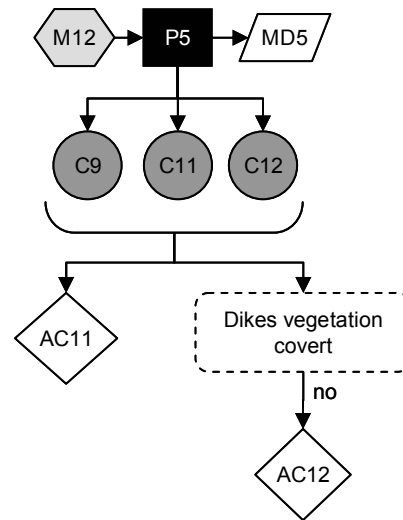 M12
P5
MD5
C9
C11
C12
AC11
Dikes vegetation
covert
no
AC12